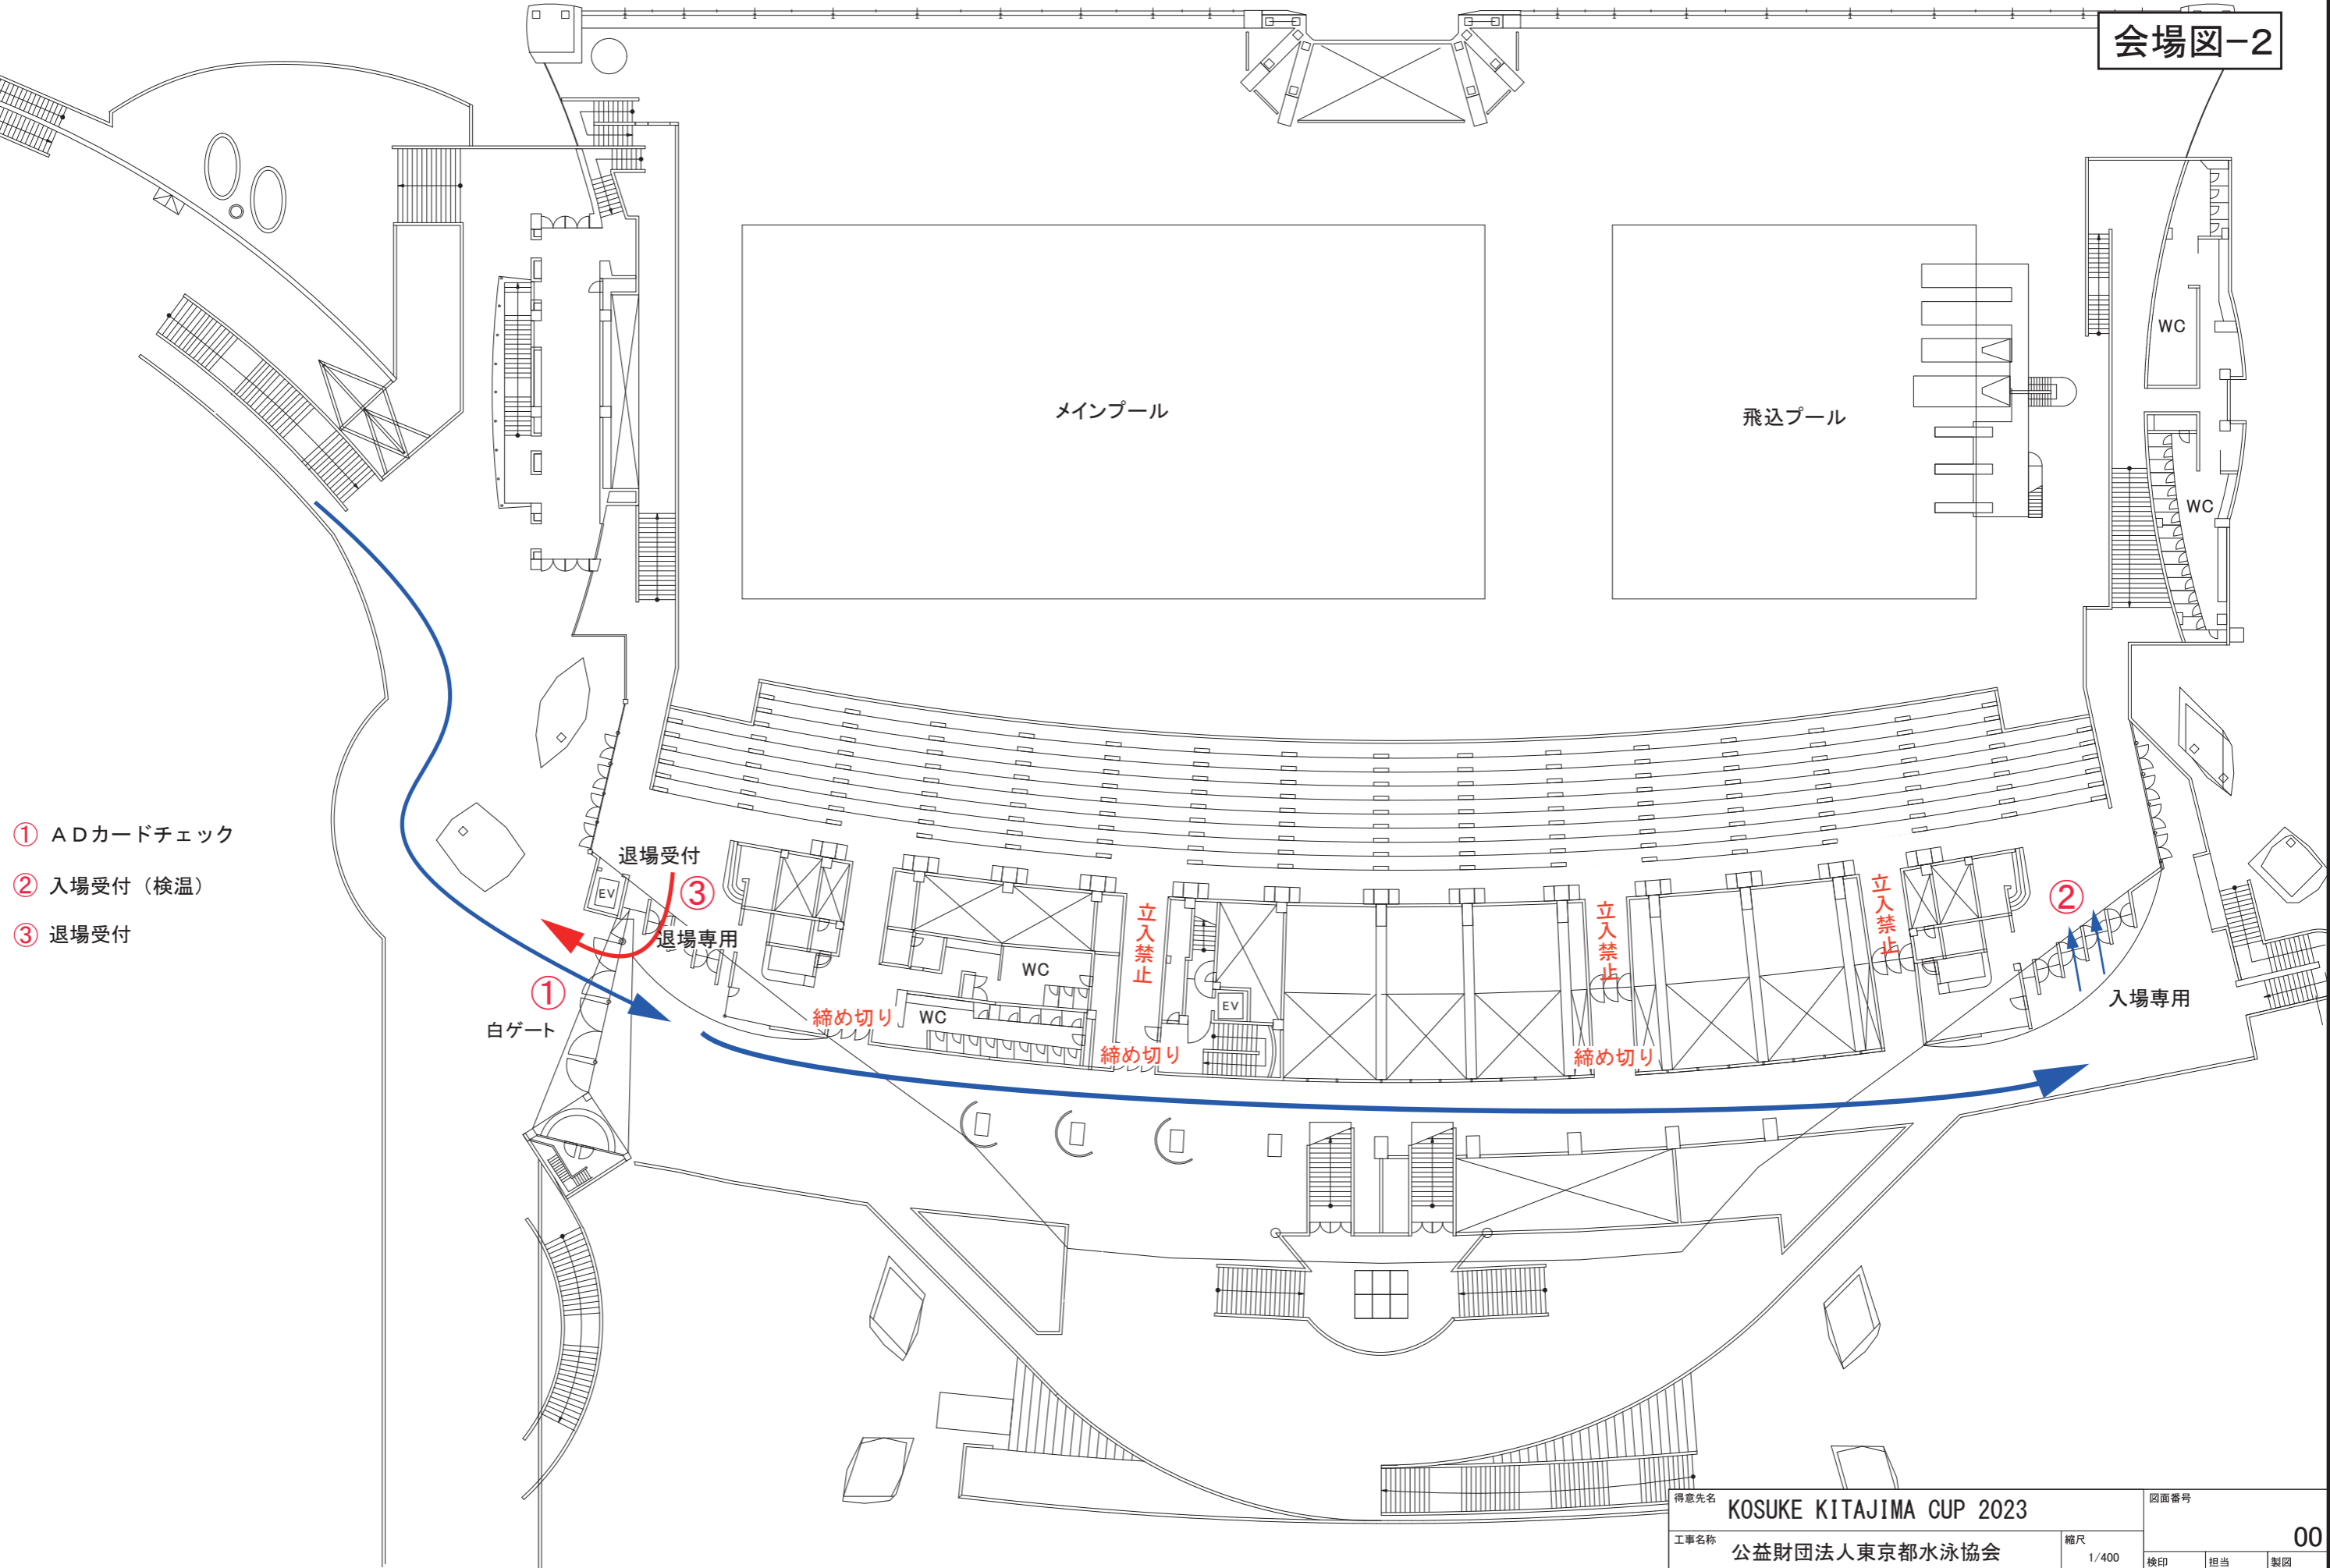 会場図-2
WC
メインプール
飛込プール
WC
① ADカードチェック
② 入場受付（検温）
③ 退場受付
退場受付
③
EV
退場専用
①
白ゲート
締め切り
WC
WC
締め切り
立入禁止
EV
立入禁止
締め切り
立入禁止
②
入場専用
得意先名
KOSUKE KITAJIMA CUP 2023
図面番号
00
工事名称
公益財団法人東京都水泳協会
縮尺
1/400
検印
担当
製図